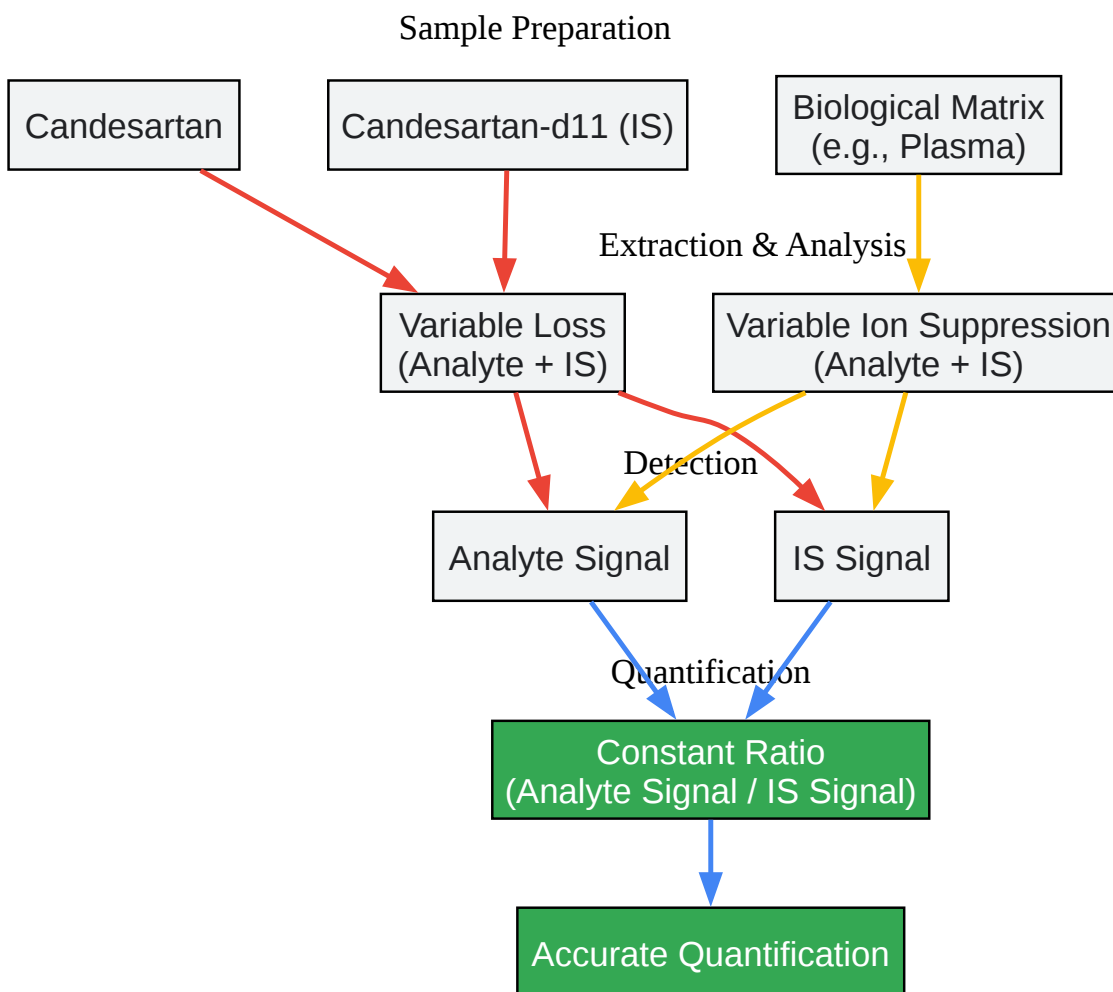 Sample Preparation
Candesartan
Candesartan-d11 (IS)
Biological Matrix
(e.g., Plasma)
Extraction & Analysis
Variable Loss
(Analyte + IS)
Variable Ion Suppression
(Analyte + IS)
Detection
Analyte Signal
IS Signal
Quantification
Constant Ratio
(Analyte Signal / IS Signal)
Accurate Quantification